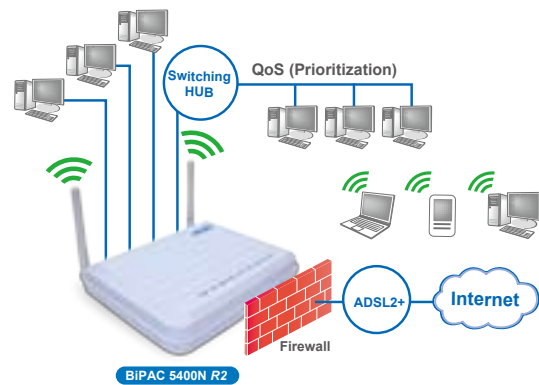 Switching
HUB
QoS (Prioritization)
ADSL2+
Internet
Firewall
BiPAC 5400N R2